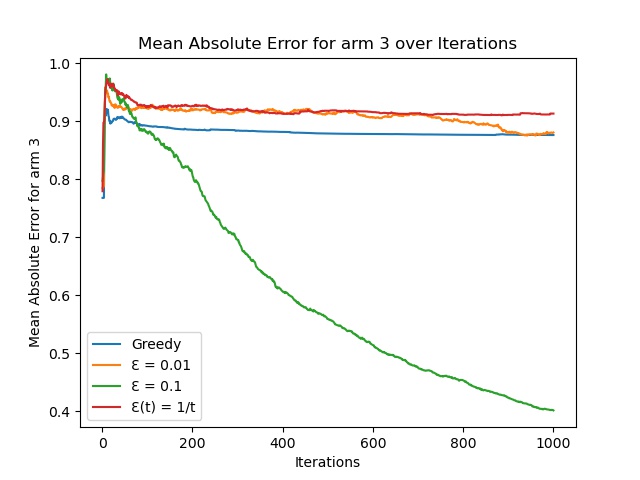 Mean Absolute Error for arm 3 over Iterations
Mean Absolute Error for arm 3
1.0
0.9
0.8
0.7
0.6
0.5
0.4
Greedy
Ɛ = 0.01
Ɛ = 0.1
Ɛ(t) = 1/t
0
200
400
600
800
1000
Iterations